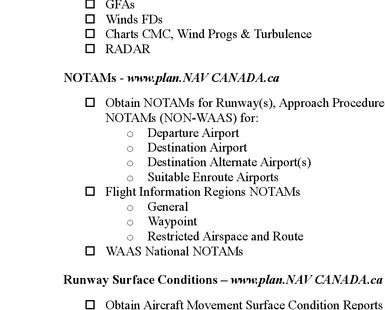 GFAs
Winds FDs
Charts CMC, Wind Progs & Turbulence
RADAR
NOTAMs - www.plan.NAV CANADA.ca
Obtain NOTAMs for Runway(s), Approach Procedure
NOTAMs (NON-WAAS) for:
Departure Airport
Destination Airport
Destination Alternate Airport(s)
Suitable Enroute Airports
Flight Information Regions NOTAMs
General
Waypoint
Restricted Airspace and Route
WAAS National NOTAMs
Runway Surface Conditions – www.plan.NAV CANADA.ca
Obtain Aircraft Movement Surface Condition Reports